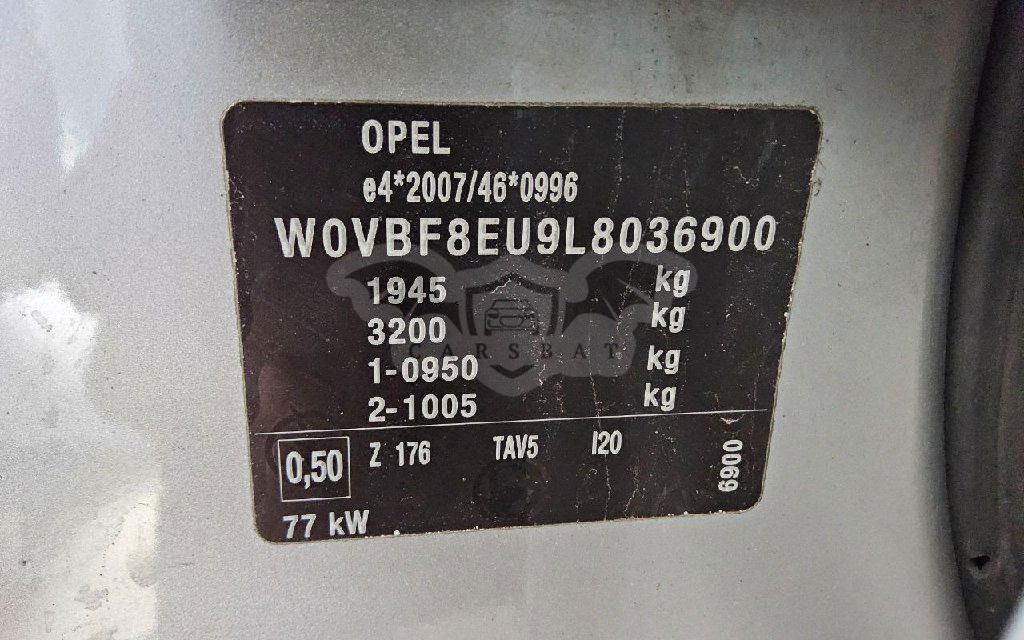 OPEL
e4*2007/46*0996
W0VBF8EU9L8036900
1945 kg
3200 kg
CARSBAT
1-0950 kg
2-1005 kg
0,50 Z 176 TAV5 I20 6900
77 kW